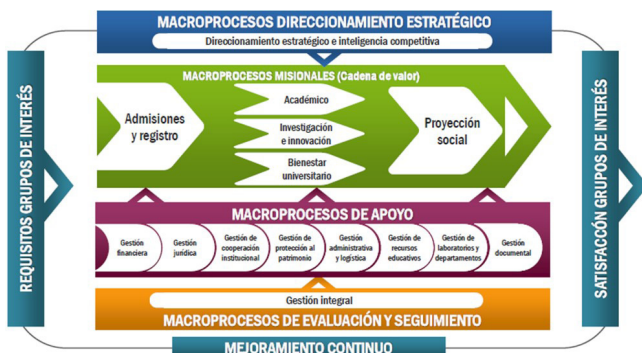 MACROPROCESOS DIRECCIONAMIENTO ESTRATÉGICO
Direccionamiento estratégico e inteligencia competitiva
REQUISITOS GRUPOS DE INTERÉS
MACROPROCESOS MISIONALES (Cadena de valor)
Admisiones
y registro
Académico
Investigación
e innovación
Bienestar
universitario
Proyección
social
SATISFACCÓN GRUPOS DE INTERÉS
MACROPROCESOS DE APOYO
Gestión
financiera
Gestión
jurídica
Gestión de
cooperación
institucional
Gestión de
protección al
patrimonio
Gestión
administrativa
y logística
Gestión de
recursos
educativos
Gestión de
laboratorios y
departamentos
Gestión
documental
Gestión integral
MACROPROCESOS DE EVALUACIÓN Y SEGUIMIENTO
MEJORAMIENTO CONTINUO